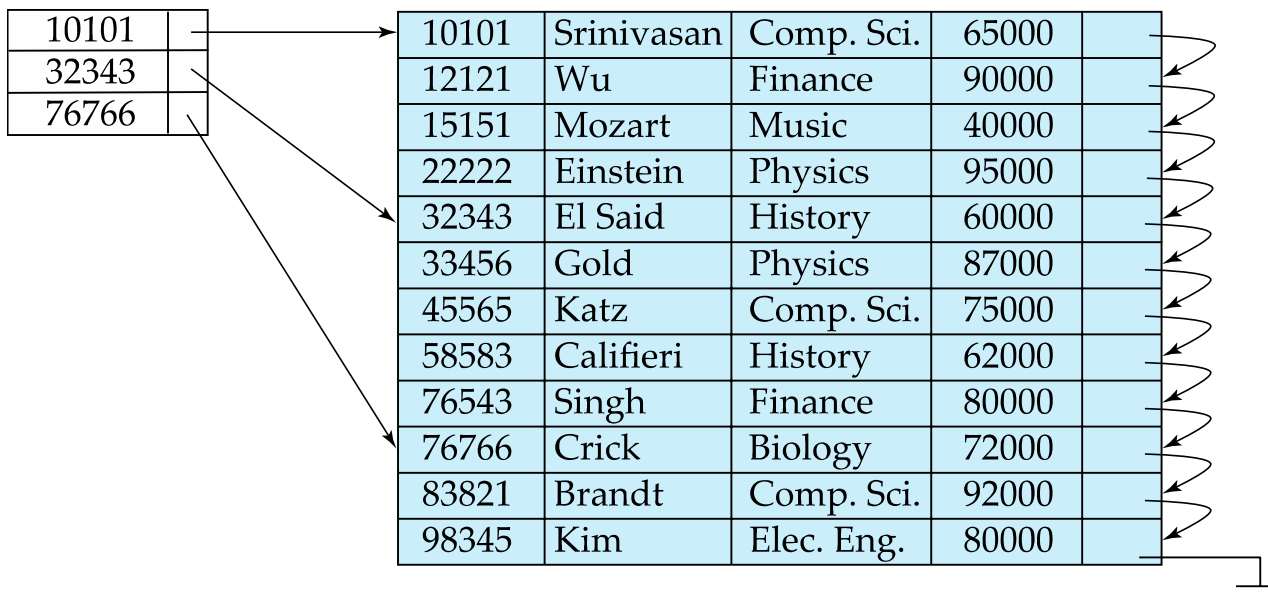 10101
32343
76766
10101 Srinivasan Comp. Sci. 65000
12121 Wu Finance 90000
15151 Mozart Music 40000
22222 Einstein Physics 95000
32343 El Said History 60000
33456 Gold Physics 87000
45565 Katz Comp. Sci. 75000
58583 Califieri History 62000
76543 Singh Finance 80000
76766 Crick Biology 72000
83821 Brandt Comp. Sci. 92000
98345 Kim Elec. Eng. 80000